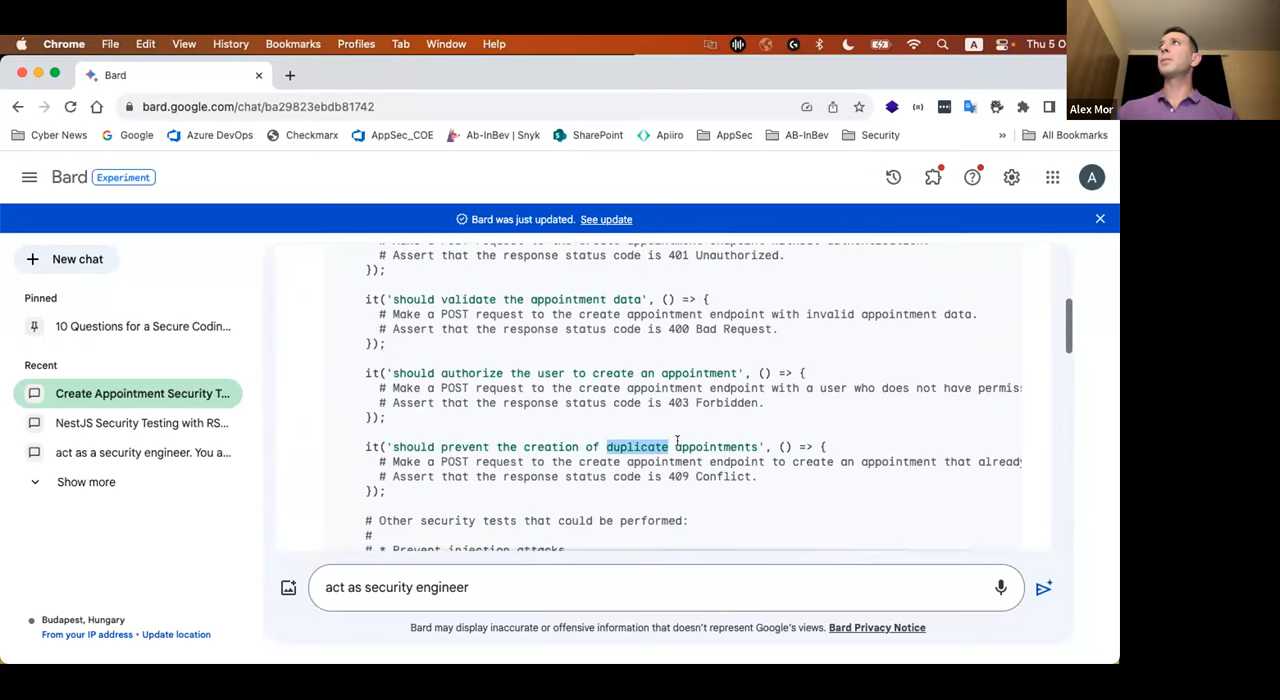 Chrome File Edit View History Bookmarks Profiles Tab Window Help A Thu 5 O
Bard
bard.google.com/chat/ba29823ebdb81742
Alex Mor
Cyber News Google Azure DevOps Checkmarx AppSec_COE Ab-InBev | Snyk SharePoint Apiiro AppSec AB-InBev Security » All Bookmarks
Bard Experiment A
Bard was just updated. See update
New chat
Pinned
10 Questions for a Secure Codin...
Recent
Create Appointment Security T...
NestJS Security Testing with RS...
act as a security engineer. You a...
Show more
Budapest, Hungary
From your IP address • Update location
# Assert that the response status code is 401 Unauthorized.
});
it('should validate the appointment data', () => {
# Make a POST request to the create appointment endpoint with invalid appointment data.
# Assert that the response status code is 400 Bad Request.
});
it('should authorize the user to create an appointment', () => {
# Make a POST request to the create appointment endpoint with a user who does not have permis
# Assert that the response status code is 403 Forbidden.
});
it('should prevent the creation of duplicate appointments', () => {
# Make a POST request to the create appointment endpoint to create an appointment that already
# Assert that the response status code is 409 Conflict.
});
# Other security tests that could be performed:
#
# * Prevent injection attacks
act as security engineer
Bard may display inaccurate or offensive information that doesn't represent Google's views. Bard Privacy Notice